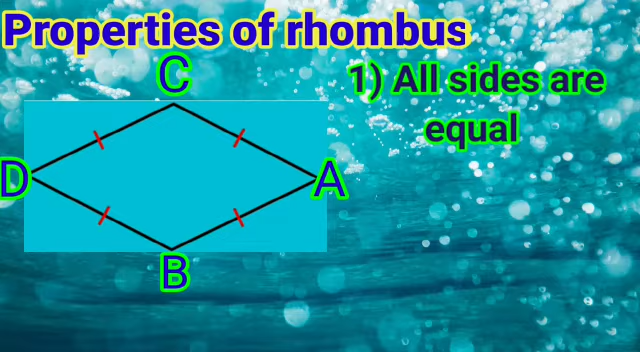 Properties of rhombus
C
1) All sides are
equal
D
A
B